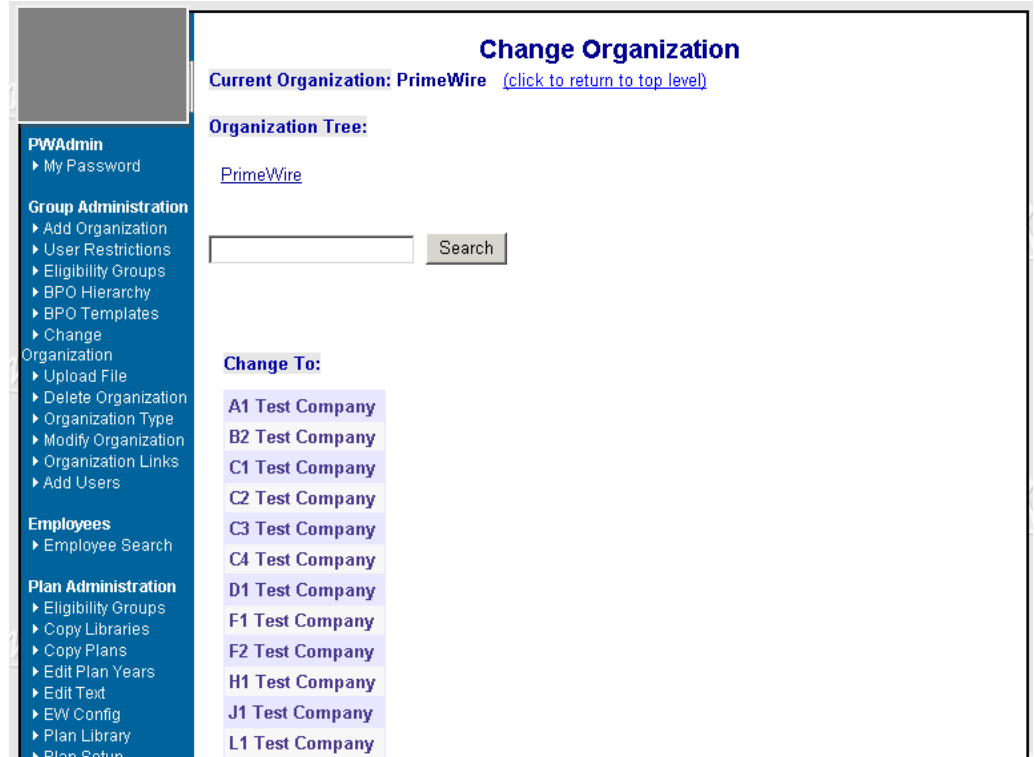 Change Organization
Current Organization: PrimeWire (click to return to top level)
Organization Tree:
PrimeWire
Search
Change To:
A1 Test Company
B2 Test Company
C1 Test Company
C2 Test Company
C3 Test Company
C4 Test Company
D1 Test Company
F1 Test Company
F2 Test Company
H1 Test Company
J1 Test Company
L1 Test Company
PWAdmin
My Password
Group Administration
Add Organization
User Restrictions
Eligibility Groups
BPO Hierarchy
BPO Templates
Change
Organization
Upload File
Delete Organization
Organization Type
Modify Organization
Organization Links
Add Users
Employees
Employee Search
Plan Administration
Eligibility Groups
Copy Libraries
Copy Plans
Edit Plan Years
Edit Text
EW Config
Plan Library
Plan Setup